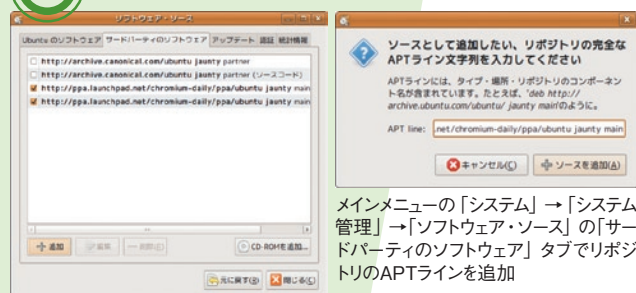 ソフトウェア・ソース
Ubuntu のソフトウェア サードパーティのソフトウェア アップデート 認証 統計情報
http://archive.canonical.com/ubuntu jaunty partner
http://archive.canonical.com/ubuntu jaunty partner (ソースコード)
http://ppa.launchpad.net/chromium-daily/ppa/ubuntu jaunty main
http://ppa.launchpad.net/chromium-daily/ppa/ubuntu jaunty main
追加
CD-ROMを追加...
元に戻す(B) 閉じる(C)
ソースとして追加したい、リポジトリの完全な
APTライン文字列を入力してください
APTラインには、タイプ・場所・リポジトリのコンポーネン
ト名が含まれています。たとえば、'deb http://
archive.ubuntu.com/ubuntu/ jaunty main'のように。
APT line: .net/chromium-daily/ppa/ubuntu jaunty main
キャンセル(C) ソースを追加(A)
メインメニューの「システム」→「システム
管理」→「ソフトウェア・ソース」の「サー
ドパーティのソフトウェア」タブでリポジ
トリのAPTラインを追加